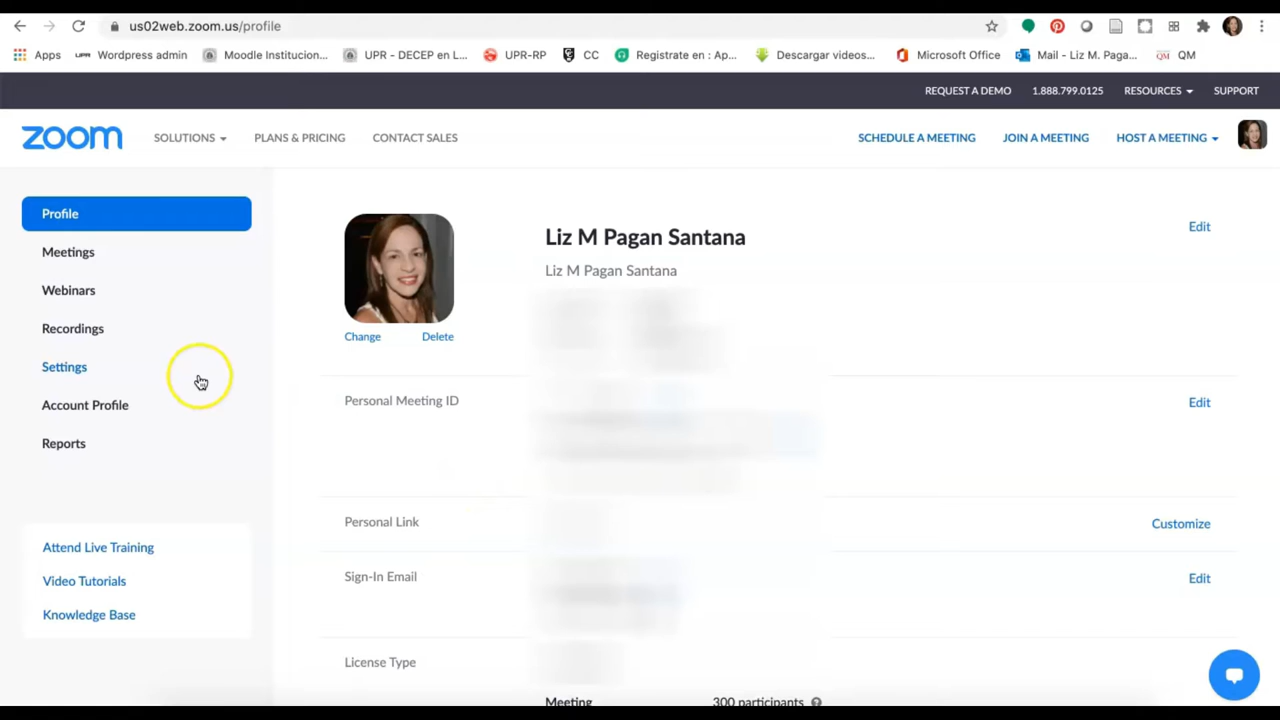 us02web.zoom.us/profile
Apps UPR Wordpress admin Moodle Institucion... UPR - DECEP en L... UPR-RP CC Registrate en : Ap... Descargar videos... Microsoft Office Mail - Liz M. Paga... QM QM
REQUEST A DEMO 1.888.799.0125 RESOURCES SUPPORT
zoom SOLUTIONS PLANS & PRICING CONTACT SALES SCHEDULE A MEETING JOIN A MEETING HOST A MEETING
Profile
Meetings
Webinars
Recordings
Settings
Account Profile
Reports
Attend Live Training
Video Tutorials
Knowledge Base
Liz M Pagan Santana Edit
Liz M Pagan Santana
Change Delete
Personal Meeting ID Edit
Personal Link Customize
Sign-In Email Edit
License Type
Meeting 300 participants